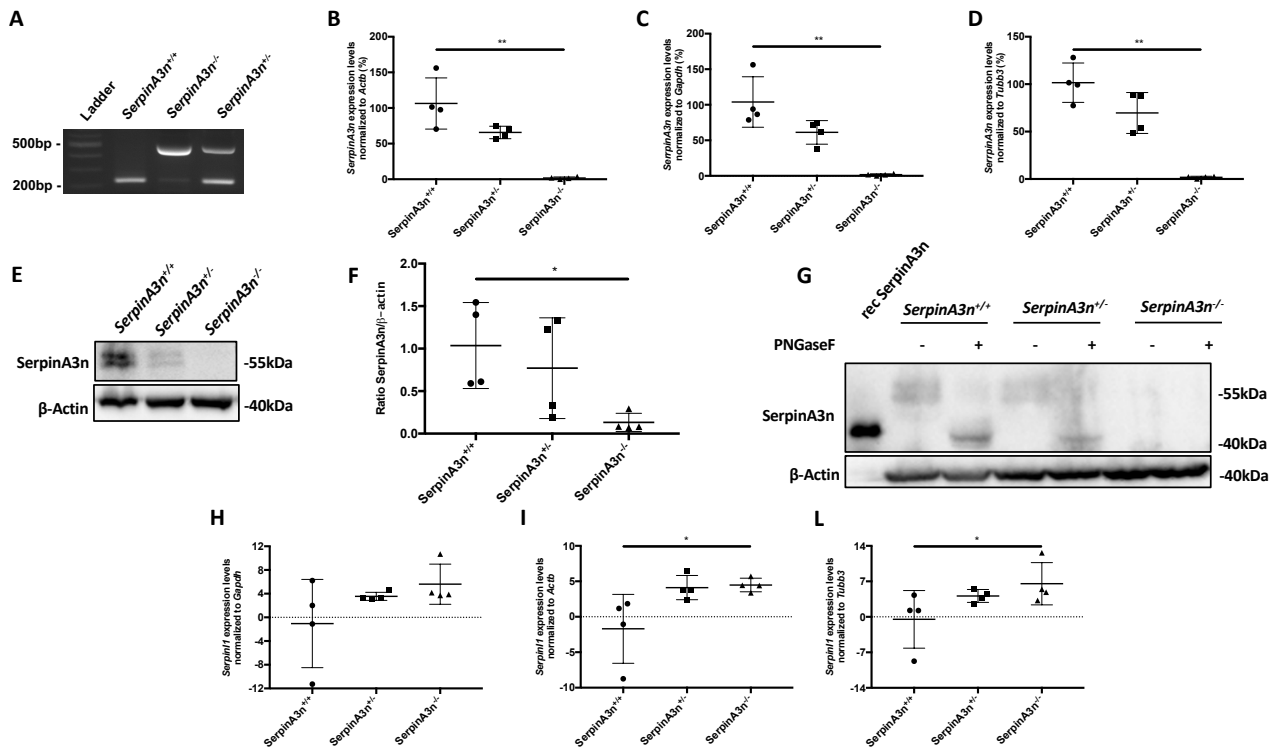 A
Ladder
SerpinA3n+/+
SerpinA3n-/-
SerpinA3n+/-
500bp -
200bp -
B
SerrpinA3n expression levels
normalized to Actb (%)
200
150
100
50
0
**
SerpinA3n+/+
SerpinA3n+/-
SerpinA3n-/-
C
SerrpinA3n expression levels
normalized to Gapdh (%)
200
150
100
50
0
**
SerpinA3n+/+
SerpinA3n+/-
SerpinA3n-/-
D
SerrpinA3n expression levels
normalized to Tubb3 (%)
150
100
50
0
**
SerpinA3n+/+
SerpinA3n+/-
SerpinA3n-/-
E
SerpinA3n+/+
SerpinA3n+/-
SerpinA3n-/-
SerpinA3n
-55kDa
β-Actin
-40kDa
F
Ratio SerpinA3n/β-actin
2.0
1.5
1.0
0.5
0.0
*
SerpinA3n+/+
SerpinA3n+/-
SerpinA3n-/-
G
rec SerpinA3n
SerpinA3n+/+
SerpinA3n+/-
SerpinA3n-/-
PNGaseF
- + - + - +
SerpinA3n
-55kDa
-40kDa
β-Actin
-40kDa
H
Serpini1 expression levels
normalized to Gapdh
12
8
4
0
-4
-8
-12
SerpinA3n+/+
SerpinA3n+/-
SerpinA3n-/-
I
Serpini1 expression levels
normalized to Actb
10
5
0
-5
-10
*
SerpinA3n+/+
SerpinA3n+/-
SerpinA3n-/-
L
Serpini1 expression levels
normalized to Tubb3
14
7
0
-7
-14
*
SerpinA3n+/+
SerpinA3n+/-
SerpinA3n-/-